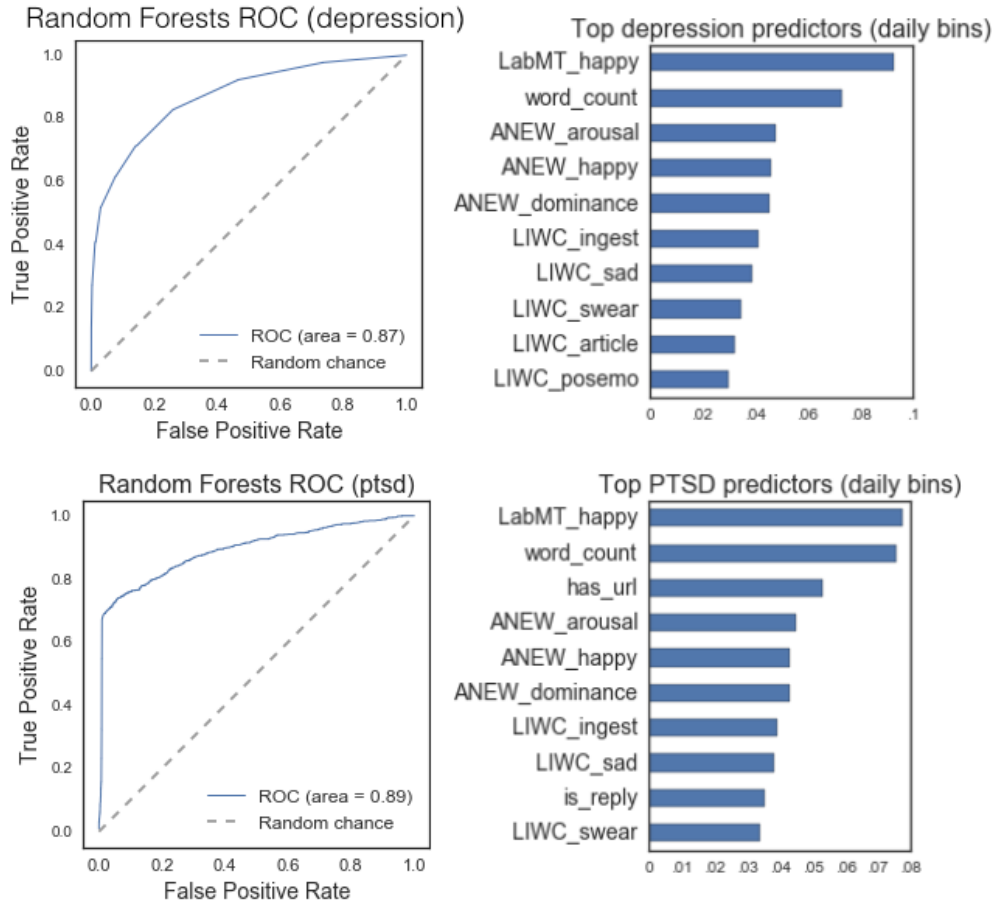 Random Forests ROC (depression)
True Positive Rate
1.0
0.8
0.6
0.4
0.2
0.0
ROC (area = 0.87)
Random chance
0.0 0.2 0.4 0.6 0.8 1.0
False Positive Rate
Top depression predictors (daily bins)
LabMT_happy
word_count
ANEW_arousal
ANEW_happy
ANEW_dominance
LIWC_ingest
LIWC_sad
LIWC_swear
LIWC_article
LIWC_posemo
0 .02 .04 .06 .08 .1
Random Forests ROC (ptsd)
True Positive Rate
1.0
0.8
0.6
0.4
0.2
0.0
ROC (area = 0.89)
Random chance
0.0 0.2 0.4 0.6 0.8 1.0
False Positive Rate
Top PTSD predictors (daily bins)
LabMT_happy
word_count
has_url
ANEW_arousal
ANEW_happy
ANEW_dominance
LIWC_ingest
LIWC_sad
is_reply
LIWC_swear
0 .01 .02 .03 .04 .05 .06 .07 .08